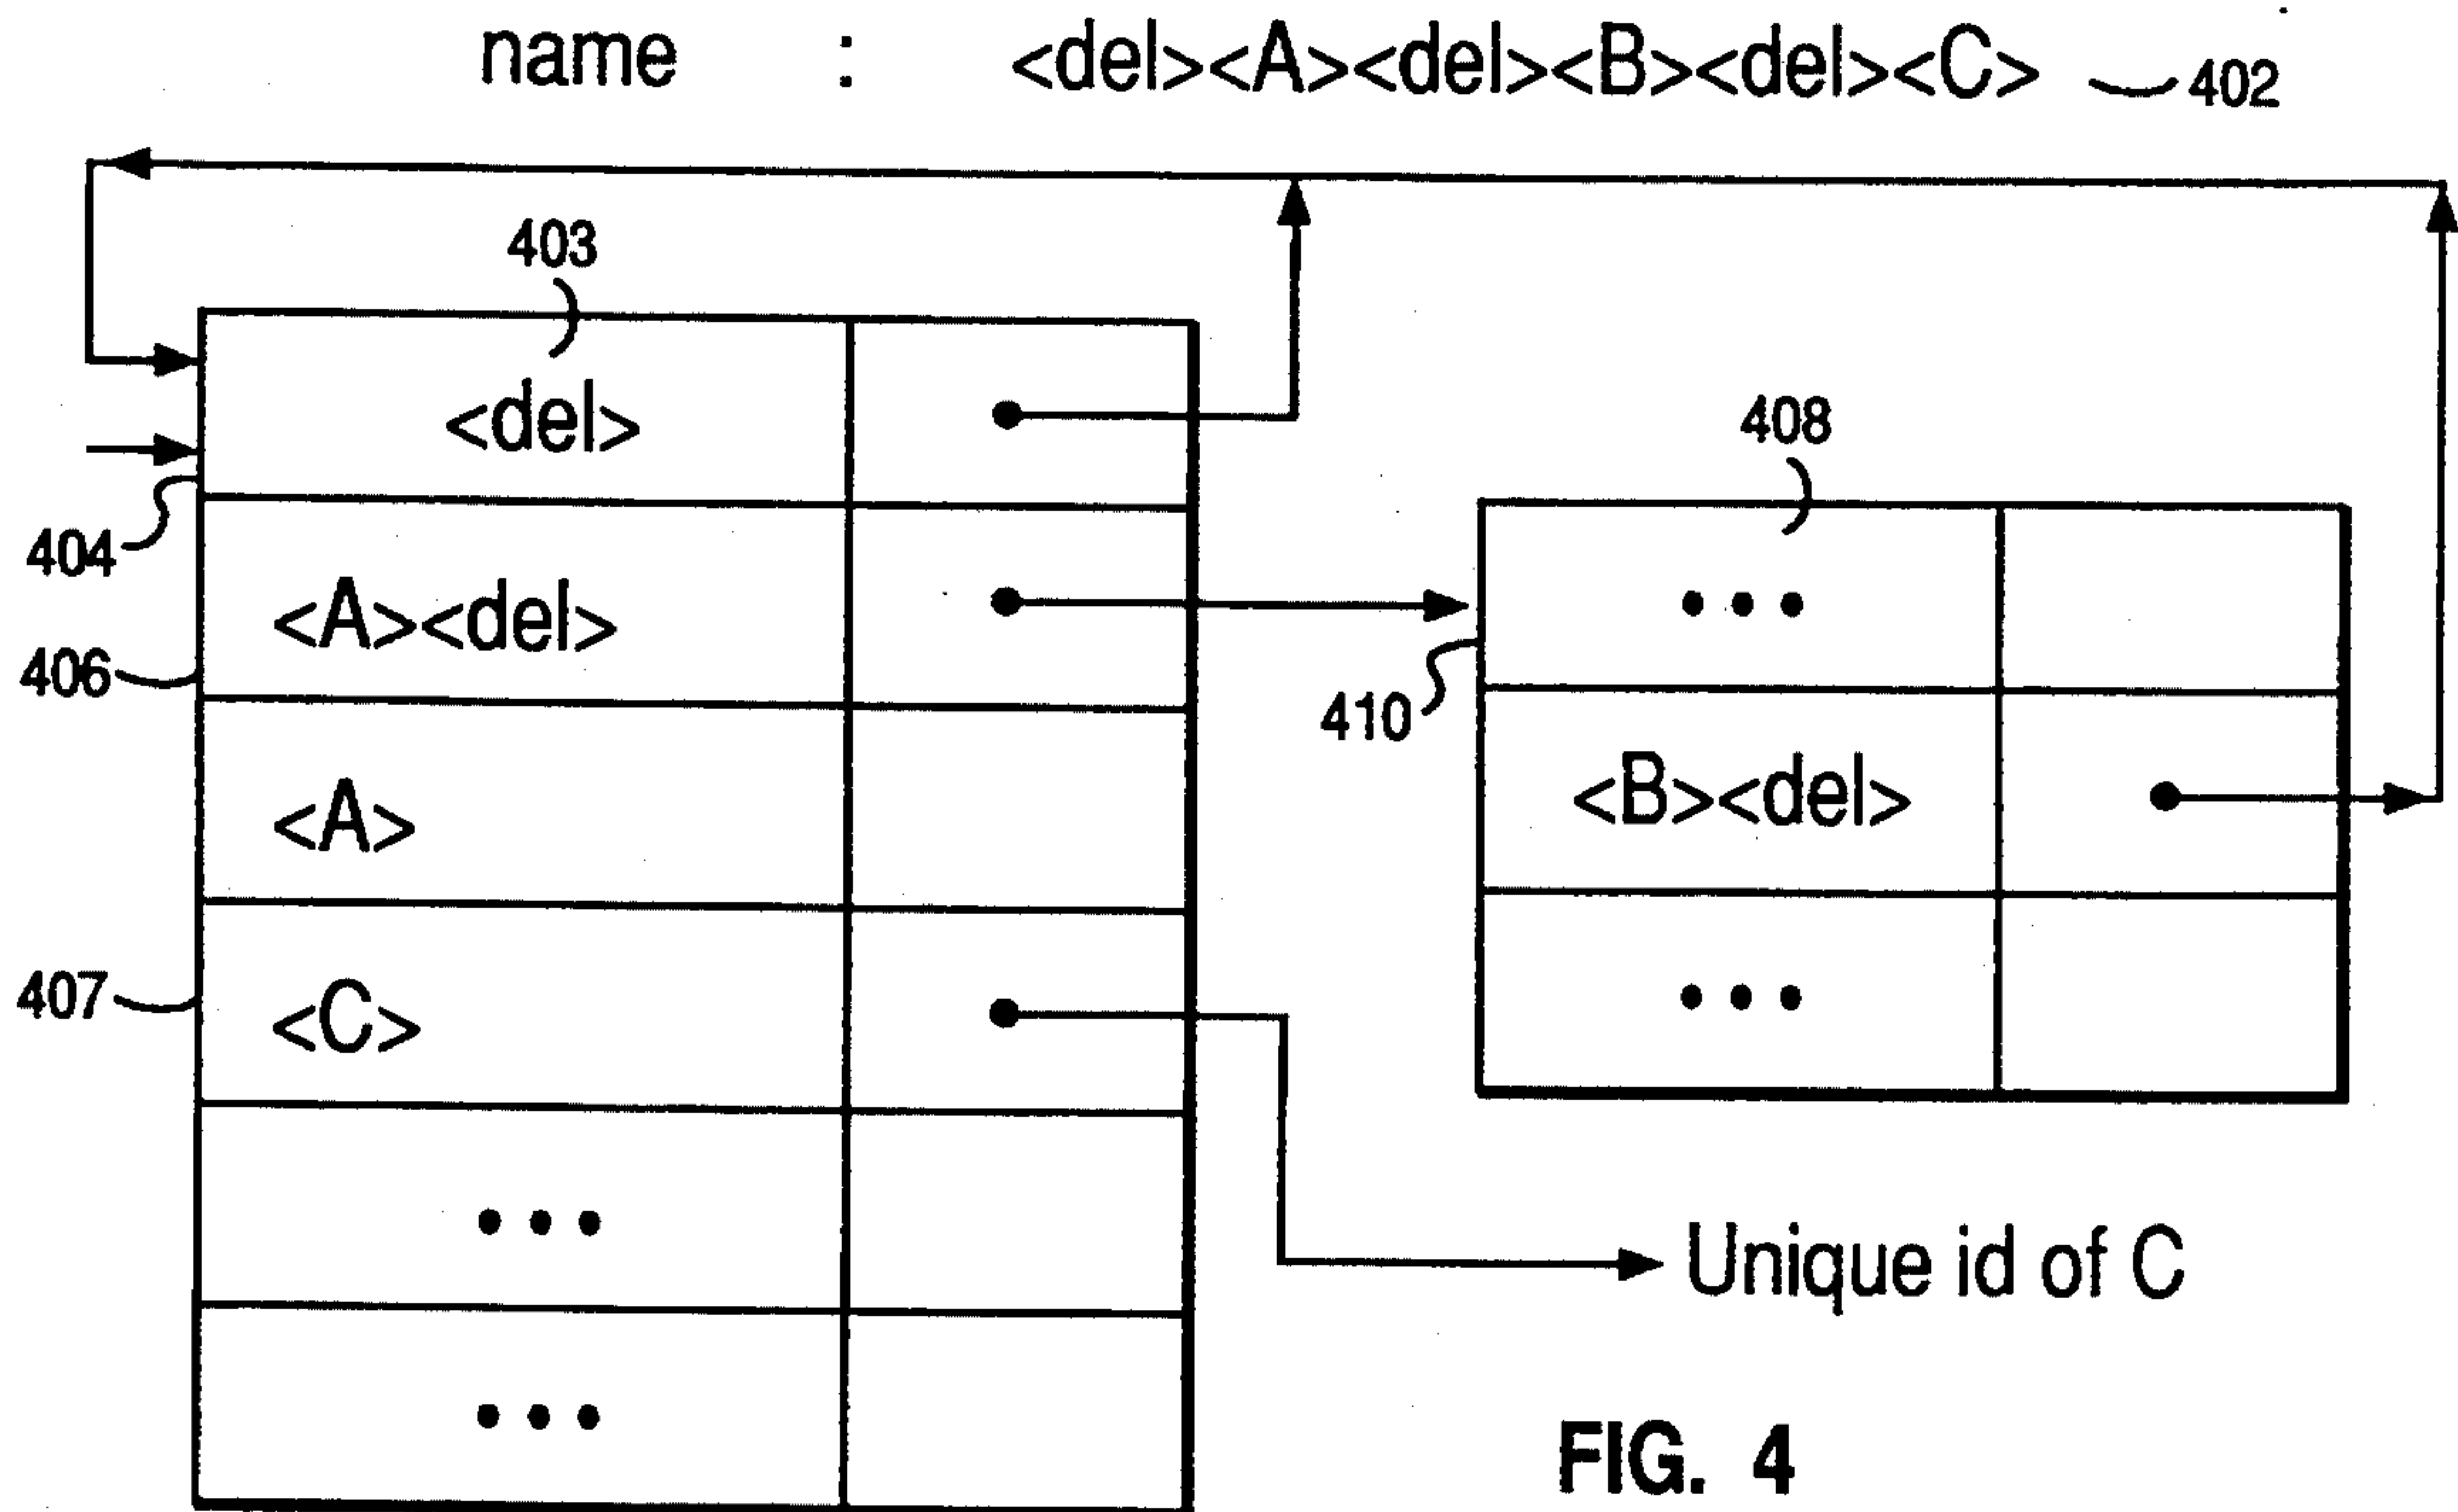 name : <del><A><del><B><del><C> 402
403
<del>
404
408
<A><del>
• • •
406
410
<A>
<B><del>
407
<C>
• • •
• • •
Unique id of C
• • •
FIG. 4